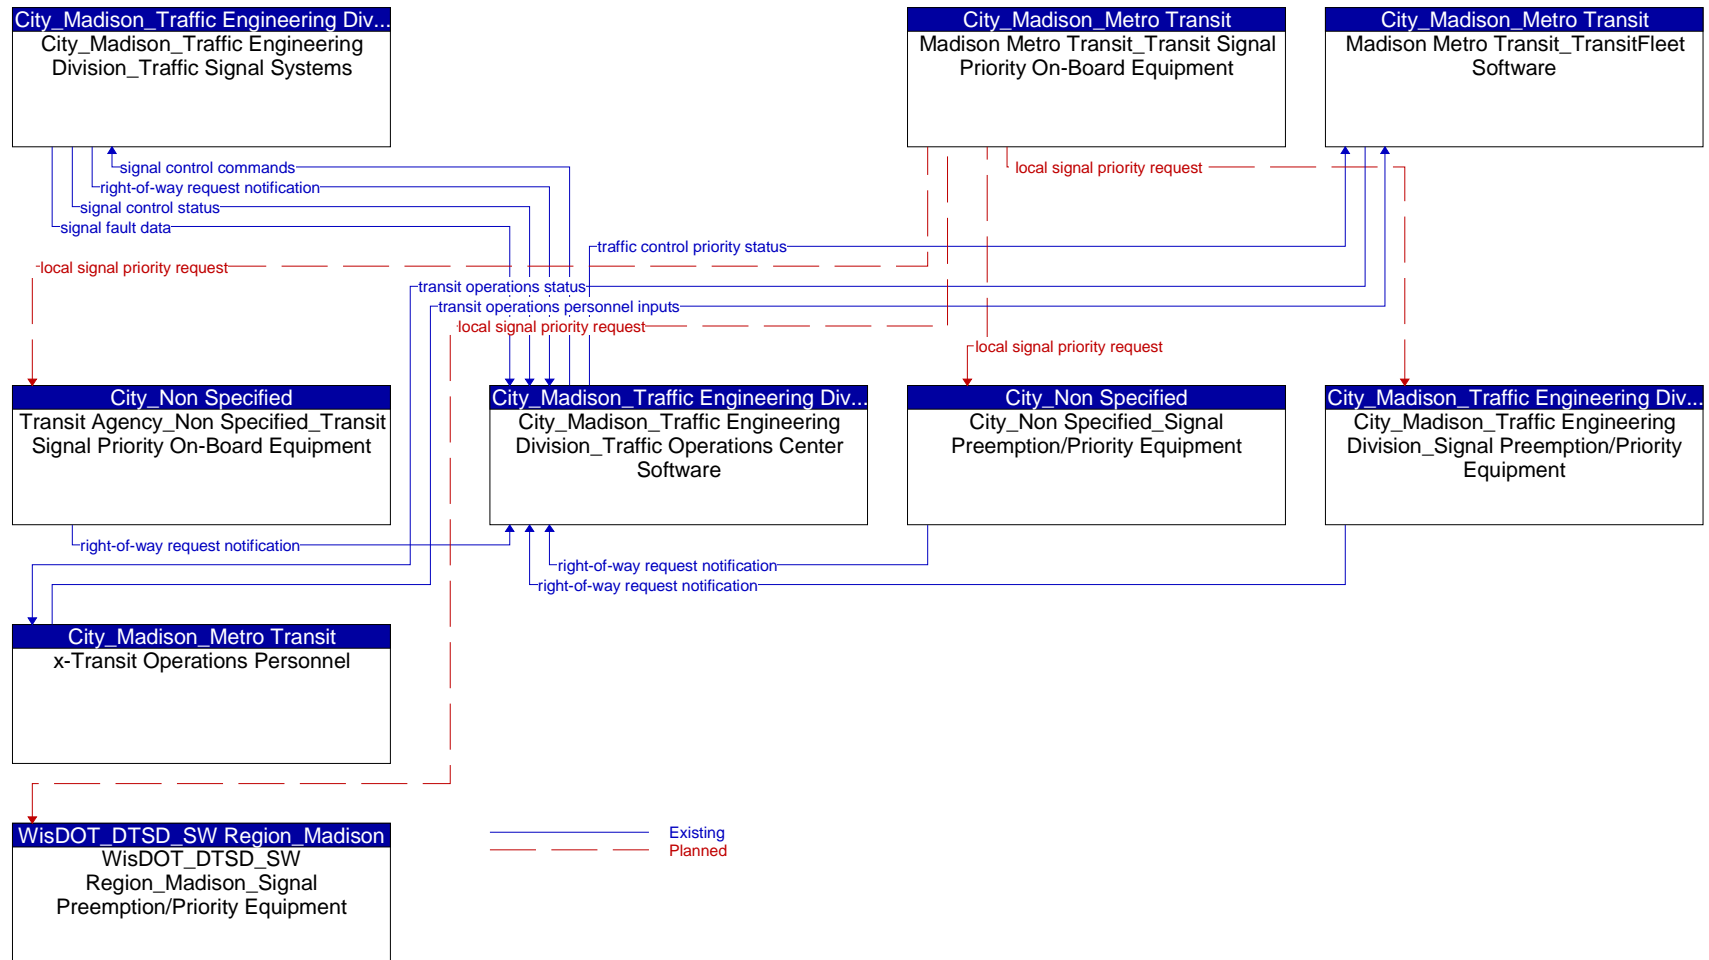 City_Madison_Traffic Engineering Div...
City_Madison_Traffic Engineering
Division_Traffic Signal Systems
City_Madison_Metro Transit
Madison Metro Transit_Transit Signal
Priority On-Board Equipment
City_Madison_Metro Transit
Madison Metro Transit_TransitFleet
Software
signal control commands
local signal priority request
right-of-way request notification
signal control status
signal fault data
traffic control priority status
local signal priority request
transit operations status
transit operations personnel inputs
local signal priority request
local signal priority request
City_Non Specified
Transit Agency_Non Specified_Transit
Signal Priority On-Board Equipment
City_Madison_Traffic Engineering Div...
City_Madison_Traffic Engineering
Division_Traffic Operations Center
Software
City_Non Specified
City_Non Specified_Signal
Preemption/Priority Equipment
City_Madison_Traffic Engineering Div...
City_Madison_Traffic Engineering
Division_Signal Preemption/Priority
Equipment
right-of-way request notification
right-of-way request notification
right-of-way request notification
City_Madison_Metro Transit
x-Transit Operations Personnel
WisDOT_DTSD_SW Region_Madison
WisDOT_DTSD_SW
Region_Madison_Signal
Preemption/Priority Equipment
Existing
Planned